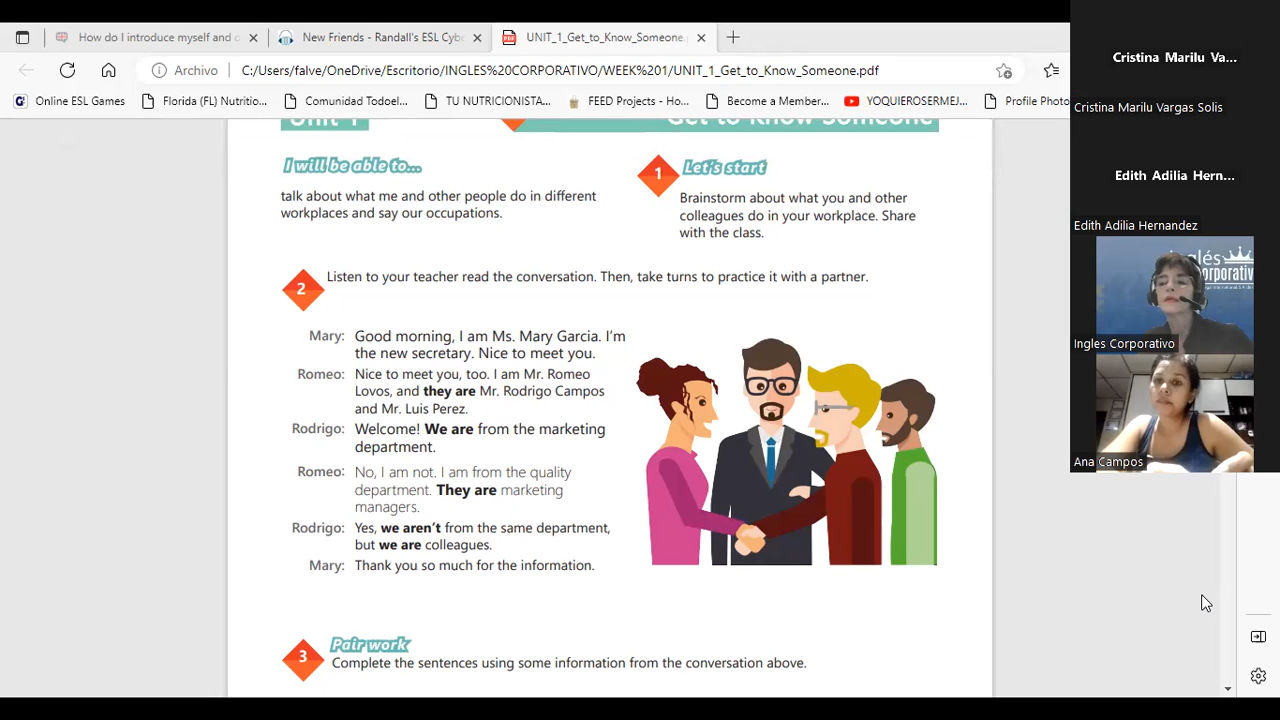 How do I introduce myself and o
New Friends - Randall's ESL Cybe
UNIT_1_Get_to_Know_Someone.p
Archivo
C:/Users/falve/OneDrive/Escritorio/INGLES%20CORPORATIVO/WEEK%201/UNIT_1_Get_to_Know_Someone.pdf
Online ESL Games
Florida (FL) Nutritio...
Comunidad Todoel...
TU NUTRICIONISTA...
FEED Projects - Ho...
Become a Member...
YOQUIEROSERMEJ...
Profile Photo
Unit 1
Get to Know Someone
I will be able to...
talk about what me and other people do in different
workplaces and say our occupations.
1
Let's start
Brainstorm about what you and other
colleagues do in your workplace. Share
with the class.
2
Listen to your teacher read the conversation. Then, take turns to practice it with a partner.
Mary: Good morning, I am Ms. Mary Garcia. I'm
the new secretary. Nice to meet you.
Romeo: Nice to meet you, too. I am Mr. Romeo
Lovos, and they are Mr. Rodrigo Campos
and Mr. Luis Perez.
Rodrigo: Welcome! We are from the marketing
department.
Romeo: No, I am not. I am from the quality
department. They are marketing
managers.
Rodrigo: Yes, we aren't from the same department,
but we are colleagues.
Mary: Thank you so much for the information.
3
Pair work
Complete the sentences using some information from the conversation above.
Cristina Marilu Va...
Cristina Marilu Vargas Solis
Edith Adilia Hern...
Edith Adilia Hernandez
inglés
corporativ
Ingles Corporativo
Ana Campos